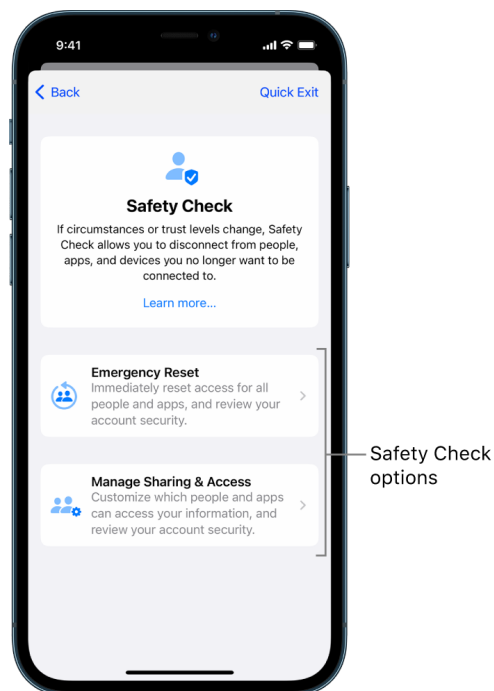 9:41
Back
Quick Exit
Safety Check
If circumstances or trust levels change, Safety
Check allows you to disconnect from people,
apps, and devices you no longer want to be
connected to.
Learn more...
Emergency Reset
Immediately reset access for all
people and apps, and review your
account security.
Manage Sharing & Access
Customize which people and apps
can access your information, and
review your account security.
Safety Check
options